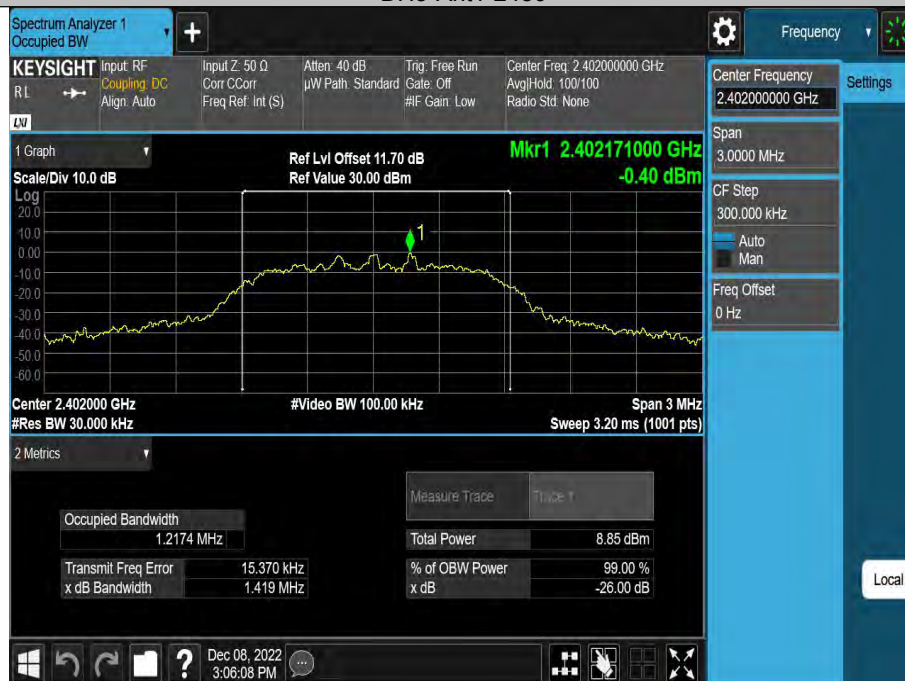 Spectrum Analyzer 1
Occupied BW
+
Frequency
KEYSIGHT
RL
LXI
Input: RF
Coupling: DC
Align: Auto
Input Z: 50 Ω
Corr CCorr
Freq Ref: Int (S)
Atten: 40 dB
µW Path: Standard
Trig: Free Run
Gate: Off
#IF Gain: Low
Center Freq: 2.402000000 GHz
Avg|Hold: 100/100
Radio Std: None
Center Frequency
2.402000000 GHz
Settings
Span
3.0000 MHz
CF Step
300.000 kHz
Auto
Man
Freq Offset
0 Hz
Local
1 Graph
Scale/Div 10.0 dB
Ref Lvl Offset 11.70 dB
Ref Value 30.00 dBm
Mkr1 2.402171000 GHz
-0.40 dBm
Log
20.0
10.0
0.00
-10.0
-20.0
-30.0
-40.0
-50.0
-60.0
1
Center 2.402000 GHz
#Res BW 30.000 kHz
#Video BW 100.00 kHz
Span 3 MHz
Sweep 3.20 ms (1001 pts)
2 Metrics
Measure Trace
Trace 1
Occupied Bandwidth
1.2174 MHz
Total Power
8.85 dBm
Transmit Freq Error
15.370 kHz
% of OBW Power
99.00 %
x dB Bandwidth
1.419 MHz
x dB
-26.00 dB
?
Dec 08, 2022
3:06:08 PM